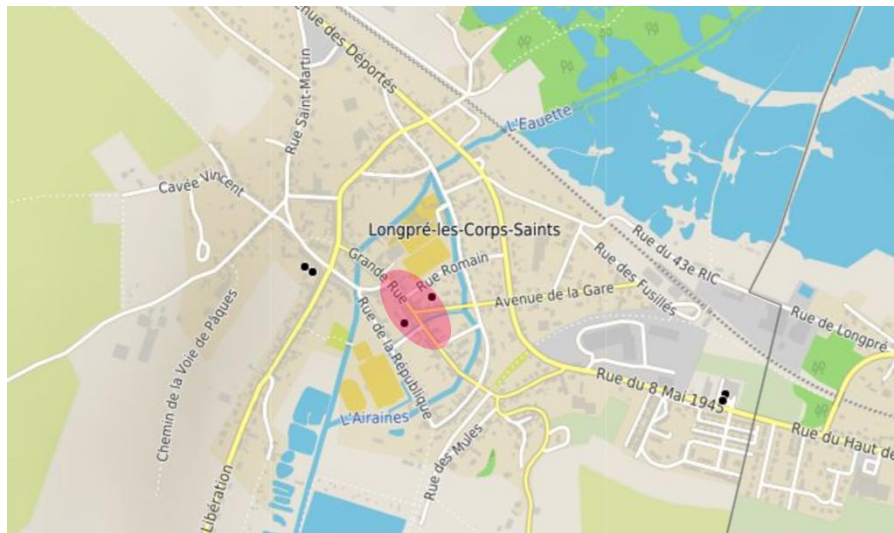 Avenue des Déportés
Rue Saint-Martin
L'Eauette
Cavée Vincent
Longpré-les-Corps-Saints
Rue du 43e RIC
Grande Rue
Rue Romain
Rue des Fusillés
Avenue de la Gare
Chemin de la Voie de Pâques
Rue de la République
Rue de Longpré
Rue du 8 Mai 1945
L'Airaines
Rue des Mules
Rue du Haut de
Libération